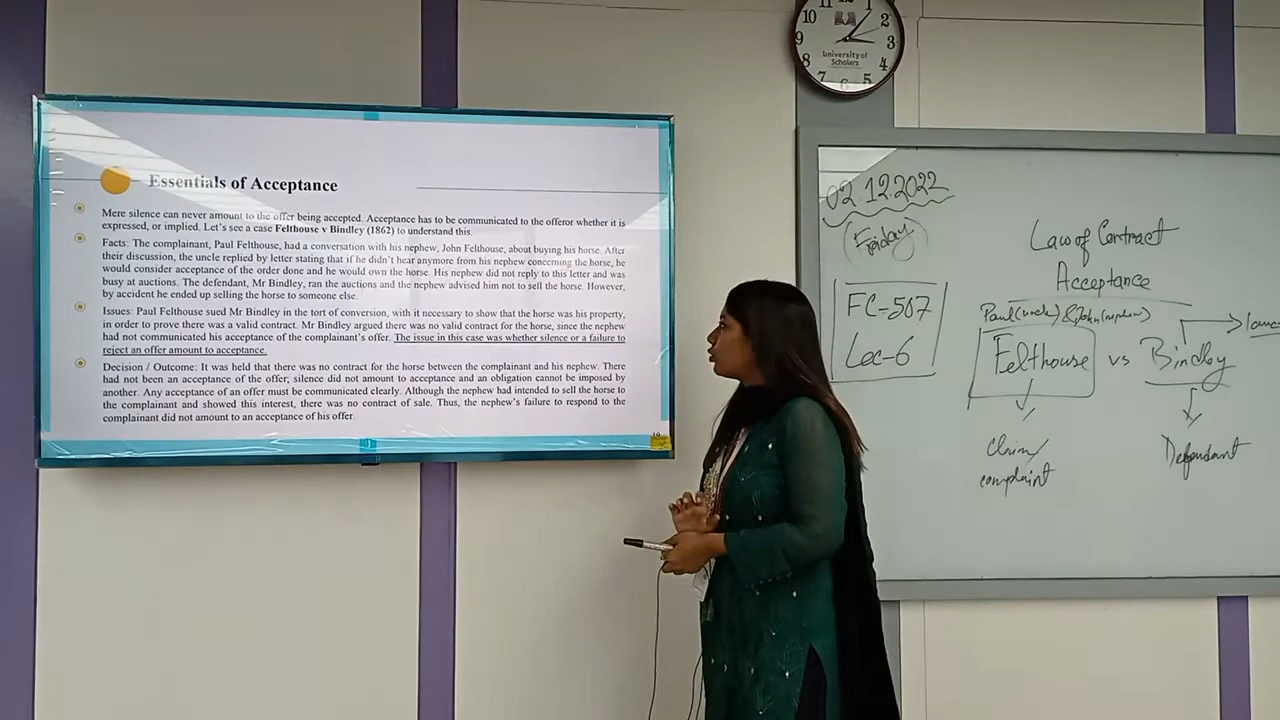 Essentials of Acceptance
Mere silence can never amount to the offer being accepted. Acceptance has to be communicated to the offeror whether it is
expressed, or implied. Let's see a case Felthouse v Bindley (1862) to understand this.
Facts: The complainant, Paul Felthouse, had a conversation with his nephew, John Felthouse, about buying his horse. After
their discussion, the uncle replied by letter stating that if he didn't hear anymore from his nephew concerning the horse, he
would consider acceptance of the order done and he would own the horse. His nephew did not reply to this letter and was
busy at auctions. The defendant, Mr Bindley, ran the auctions and the nephew advised him not to sell the horse. However,
by accident he ended up selling the horse to someone else.
Issues: Paul Felthouse sued Mr Bindley in the tort of conversion, with it necessary to show that the horse was his property,
in order to prove there was a valid contract. Mr Bindley argued there was no valid contract for the horse, since the nephew
had not communicated his acceptance of the complainant's offer. The issue in this case was whether silence or a failure to
reject an offer amount to acceptance.
Decision / Outcome: It was held that there was no contract for the horse between the complainant and his nephew. There
had not been an acceptance of the offer; silence did not amount to acceptance and an obligation cannot be imposed by
another. Any acceptance of an offer must be communicated clearly. Although the nephew had intended to sell the horse to
the complainant and showed this interest, there was no contract of sale. Thus, the nephew's failure to respond to the
complainant did not amount to an acceptance of his offer.
11 1
10 2
9 3
8 4
7 6 5
University of
Scholars
02.12.2022
(Friday)
FC-507
Lec-6
Law of Contract
Acceptance
Paul (uncle) & John (nephew)
Felthouse vs Bindley
complaint
Defendant